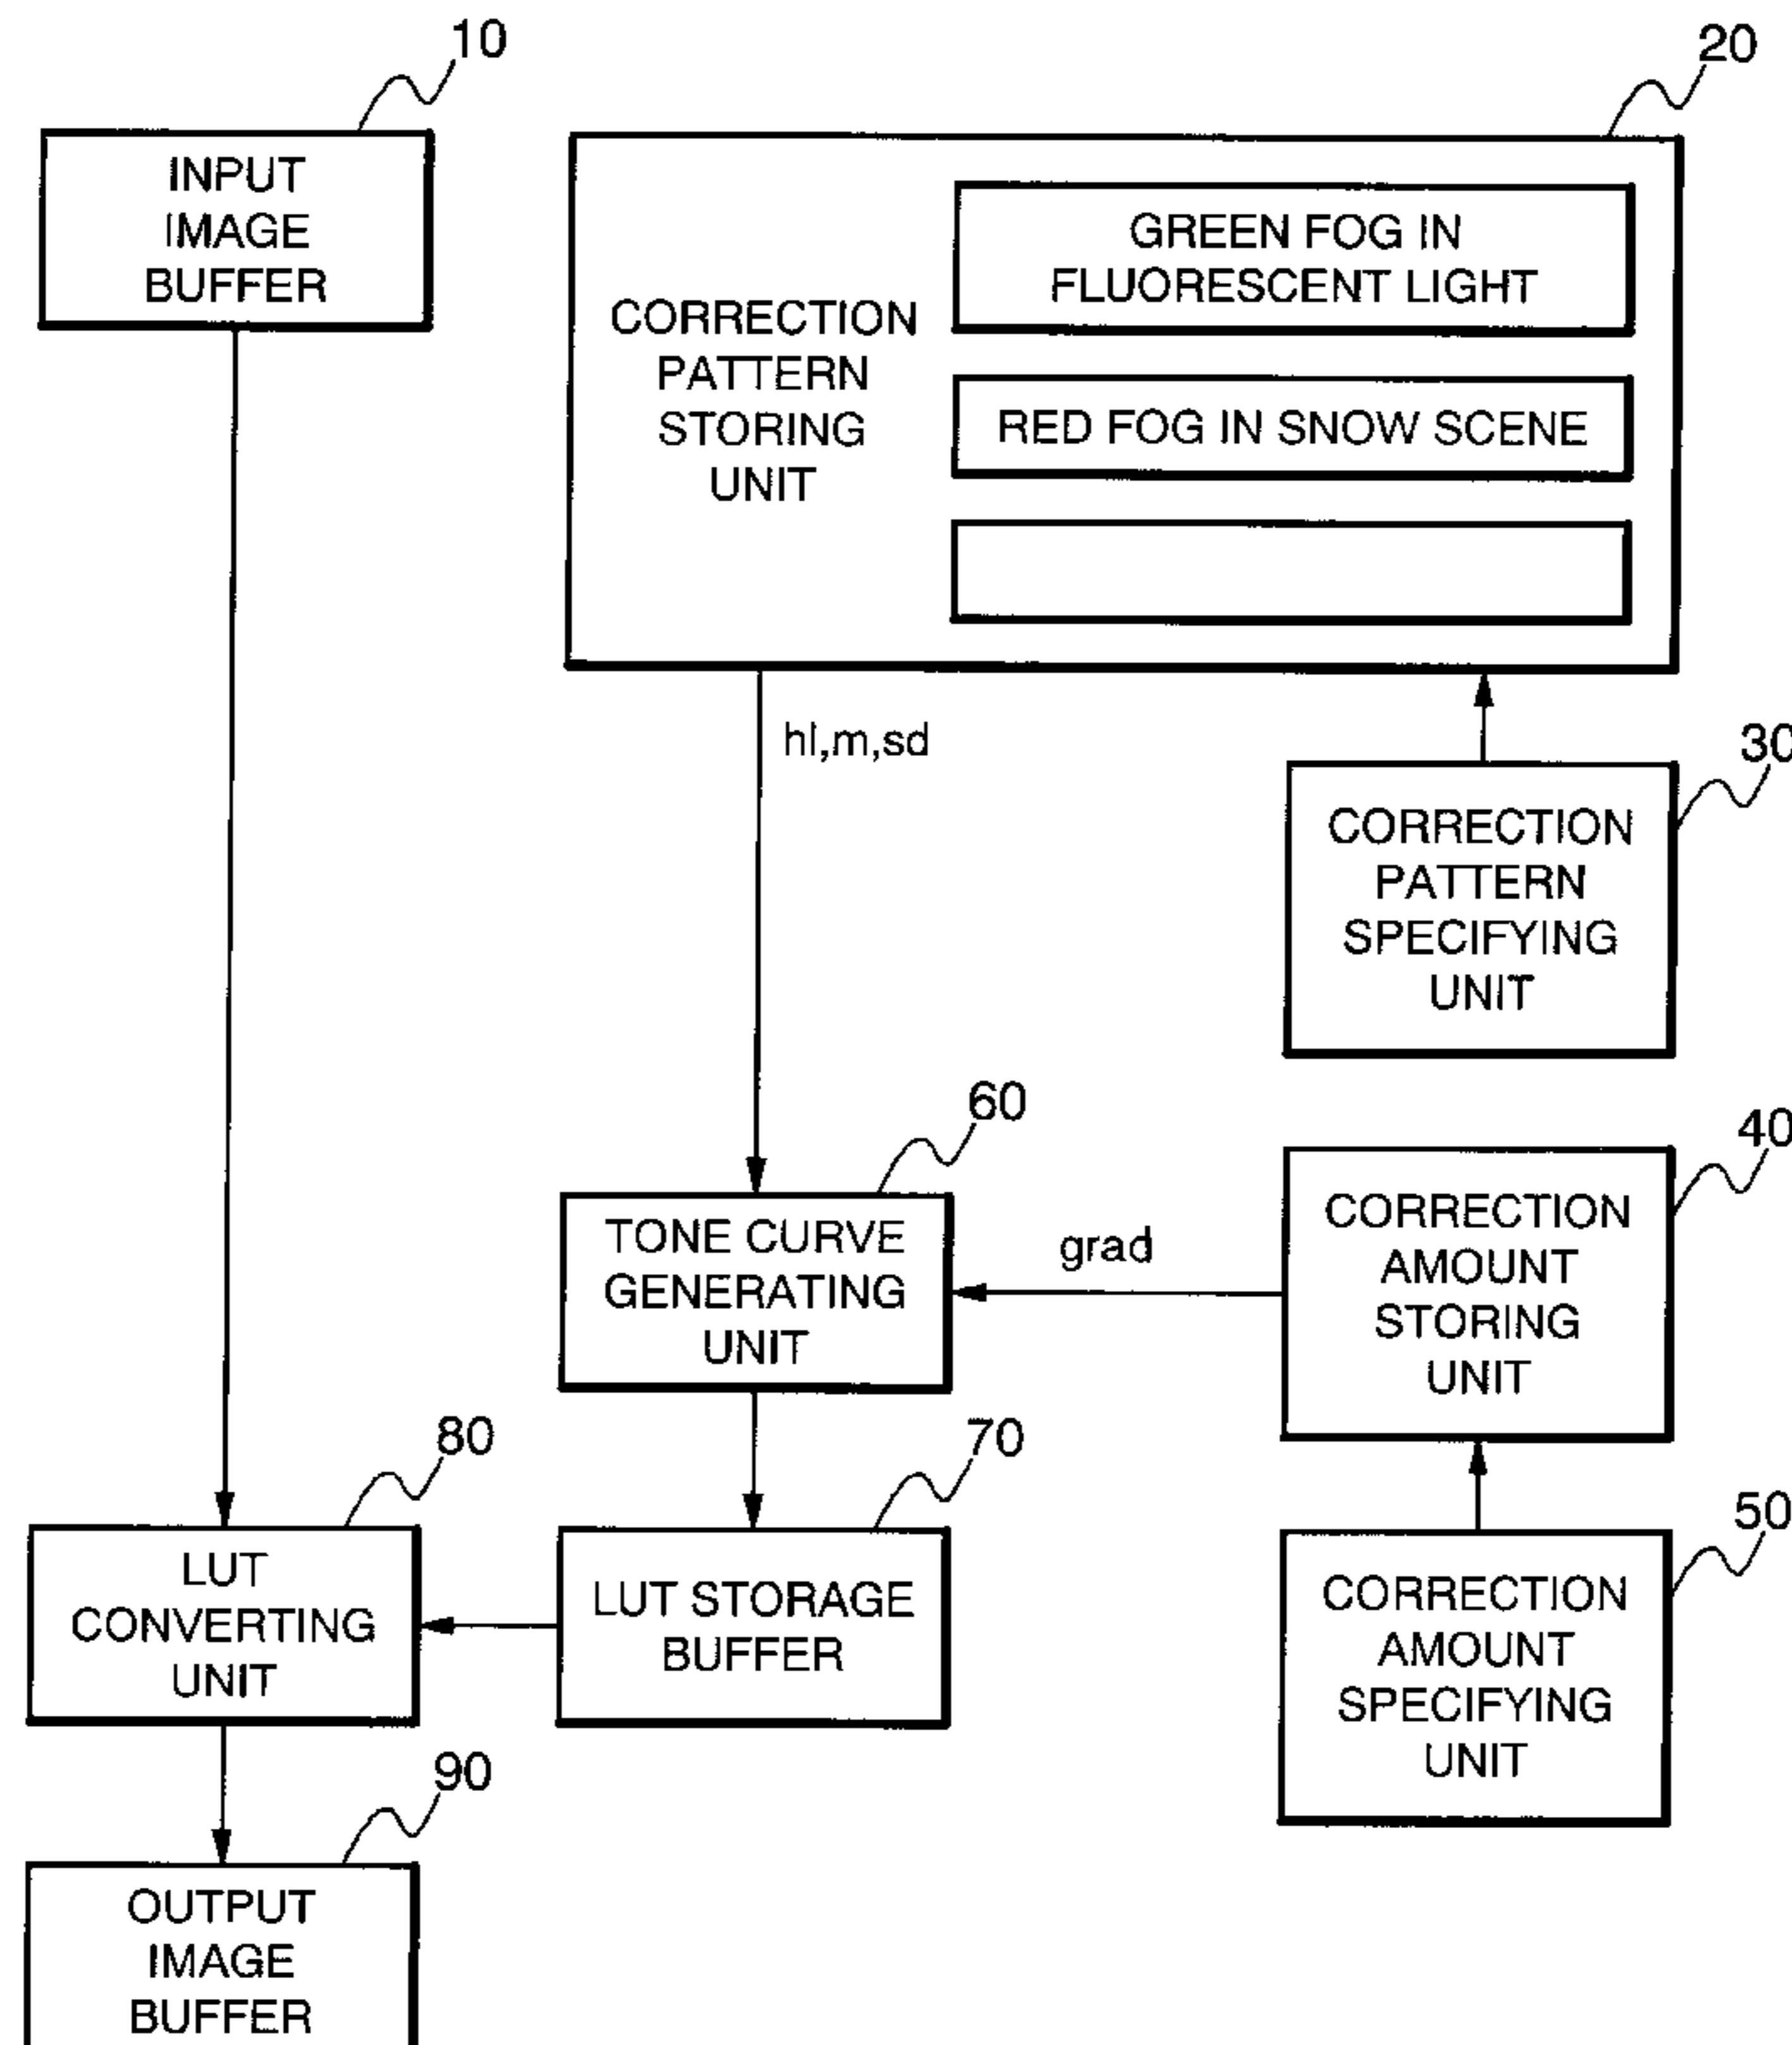 10
INPUT
IMAGE
BUFFER
20
CORRECTION
PATTERN
STORING
UNIT
GREEN FOG IN
FLUORESCENT LIGHT
RED FOG IN SNOW SCENE
hl,m,sd
30
CORRECTION
PATTERN
SPECIFYING
UNIT
60
TONE CURVE
GENERATING
UNIT
grad
40
CORRECTION
AMOUNT
STORING
UNIT
80
LUT
CONVERTING
UNIT
70
LUT STORAGE
BUFFER
50
CORRECTION
AMOUNT
SPECIFYING
UNIT
90
OUTPUT
IMAGE
BUFFER